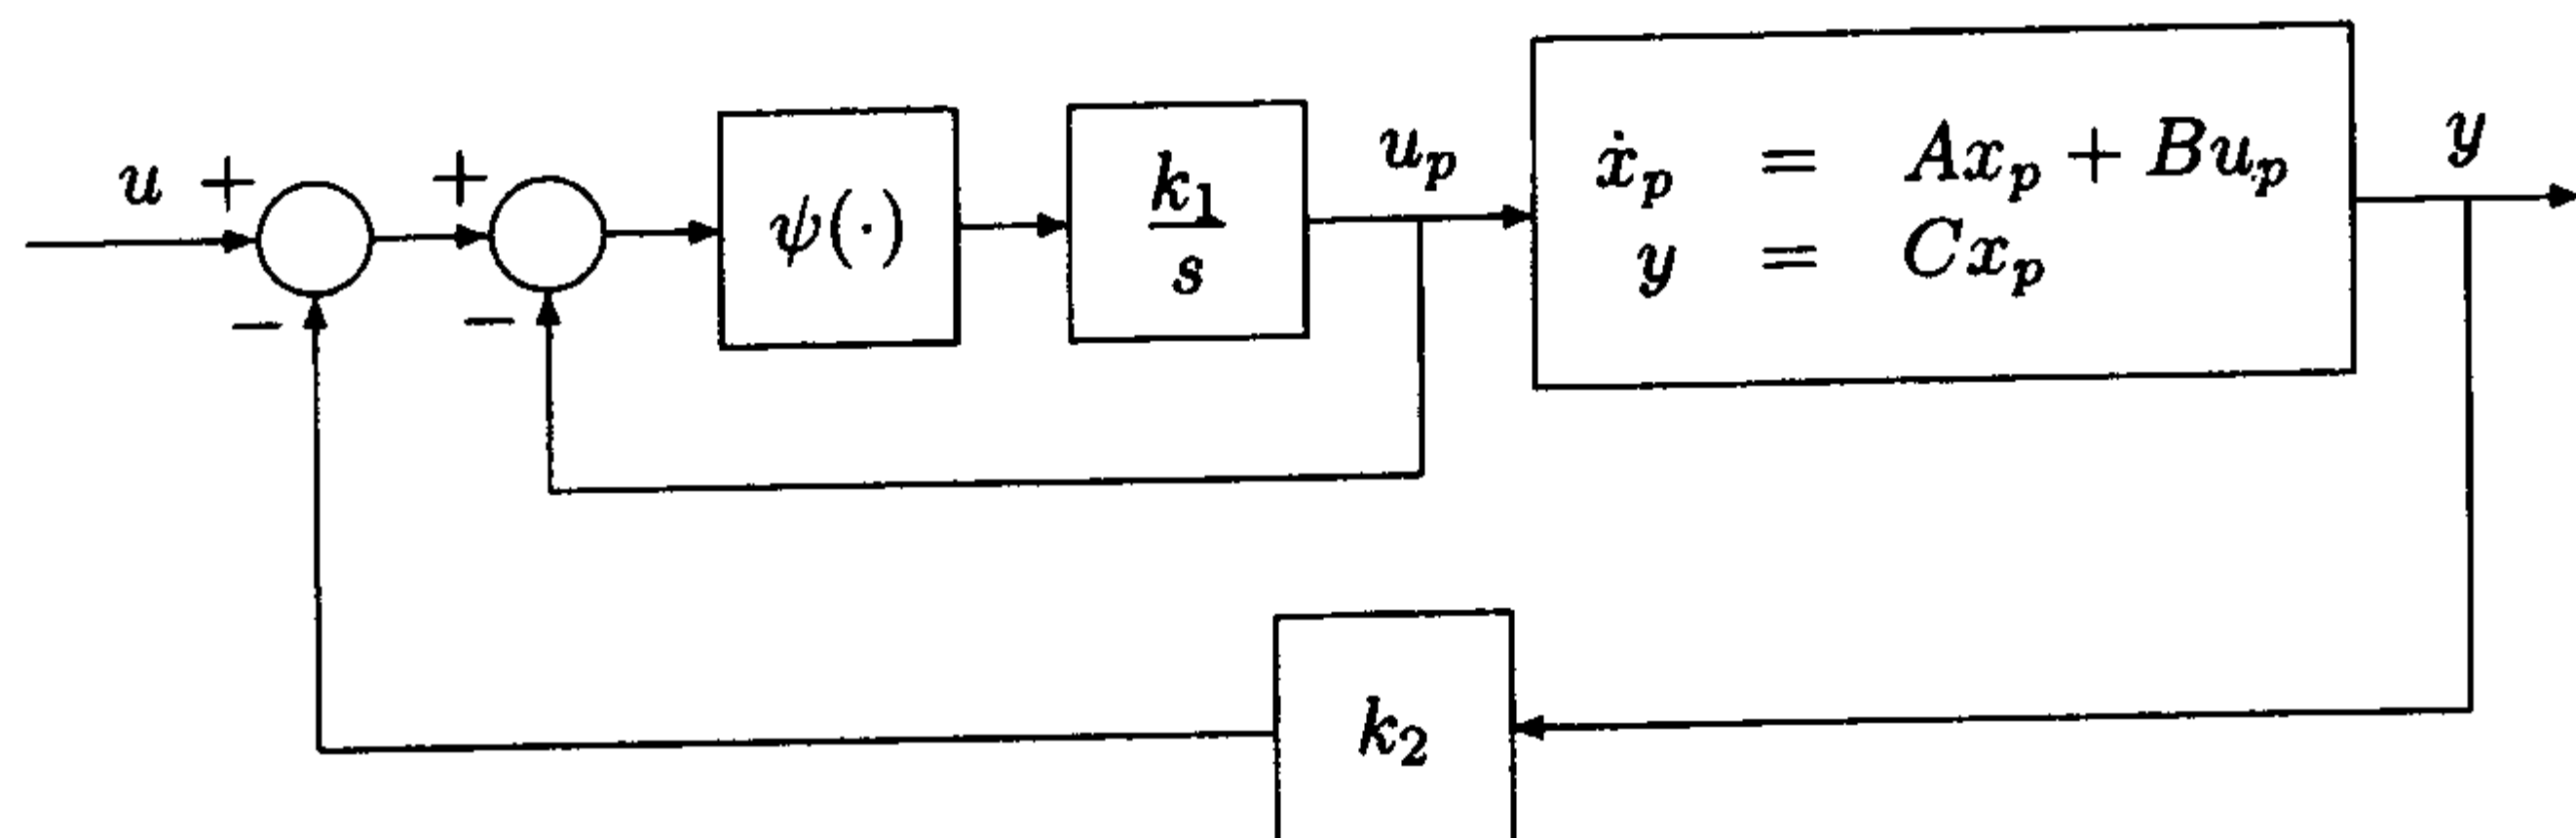 u + + ψ(·) k₁/s u_p ẋ_p = Ax_p + Bu_p y
y = Cx_p
− −
k₂